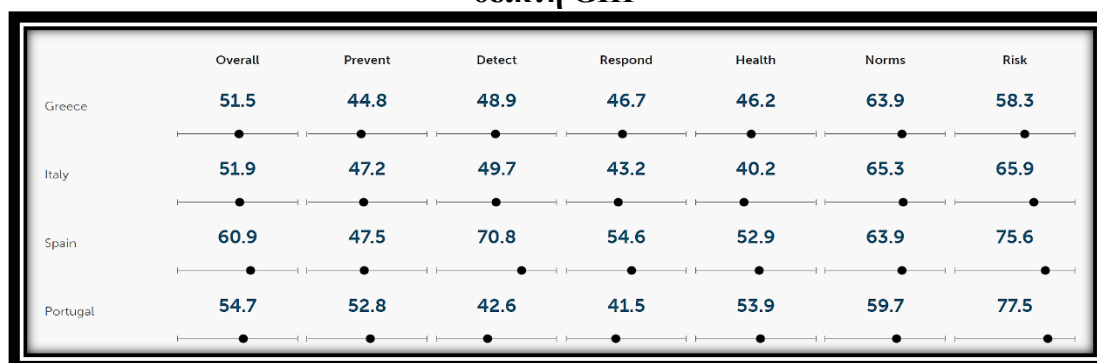 Overall Prevent Detect Respond Health Norms Risk
Greece 51.5 44.8 48.9 46.7 46.2 63.9 58.3
Italy 51.9 47.2 49.7 43.2 40.2 65.3 65.9
Spain 60.9 47.5 70.8 54.6 52.9 63.9 75.6
Portugal 54.7 52.8 42.6 41.5 53.9 59.7 77.5